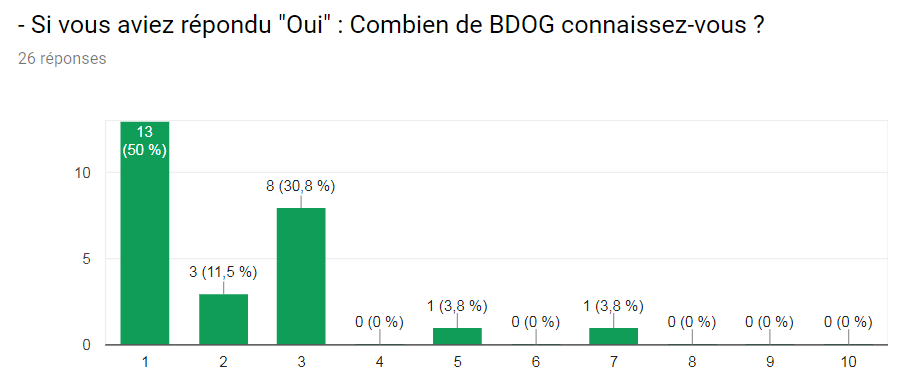 - Si vous aviez répondu "Oui" : Combien de BDOG connaissez-vous ?
26 réponses
13
(50 %)
10
8 (30,8 %)
5
3 (11,5 %)
1 (3,8 %)
1 (3,8 %)
0 (0 %)
0 (0 %)
0 (0 %)
0 (0 %)
0 (0 %)
0
1 2 3 4 5 6 7 8 9 10